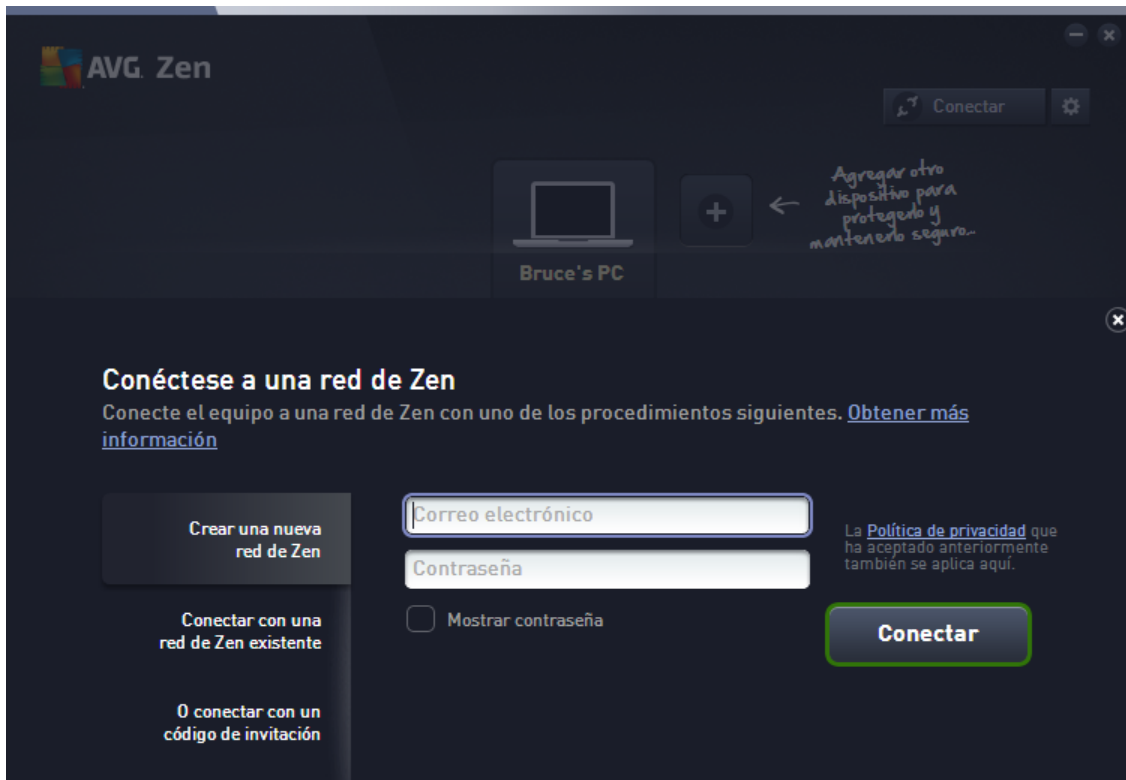 AVG. Zen
Conectar
Agregar otro
dispositivo para
protegerlo y
mantenerlo seguro...
Bruce's PC
Conéctese a una red de Zen
Conecte el equipo a una red de Zen con uno de los procedimientos siguientes. Obtener más
información
Crear una nueva
red de Zen
Conectar con una
red de Zen existente
O conectar con un
código de invitación
Correo electrónico
Contraseña
Mostrar contraseña
La Política de privacidad que
ha aceptado anteriormente
también se aplica aquí.
Conectar